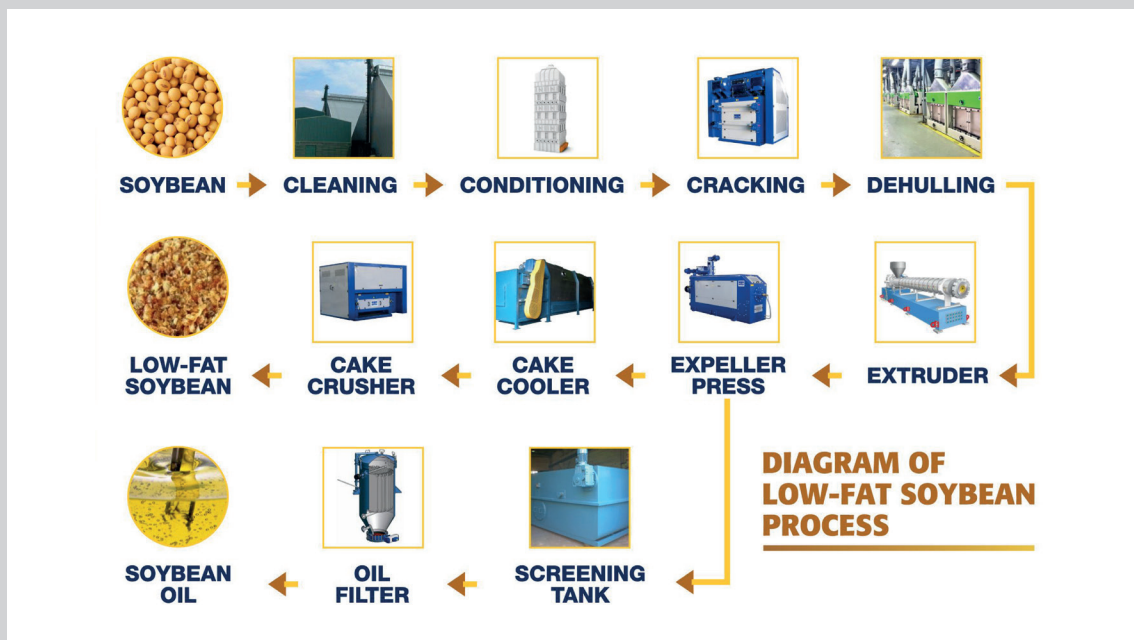 SOYBEAN
CLEANING
CONDITIONING
CRACKING
DEHULLING
LOW-FAT
SOYBEAN
CAKE
CRUSHER
CAKE
COOLER
EXPELLER
PRESS
EXTRUDER
DIAGRAM OF
LOW-FAT SOYBEAN
PROCESS
SOYBEAN
OIL
OIL
FILTER
SCREENING
TANK